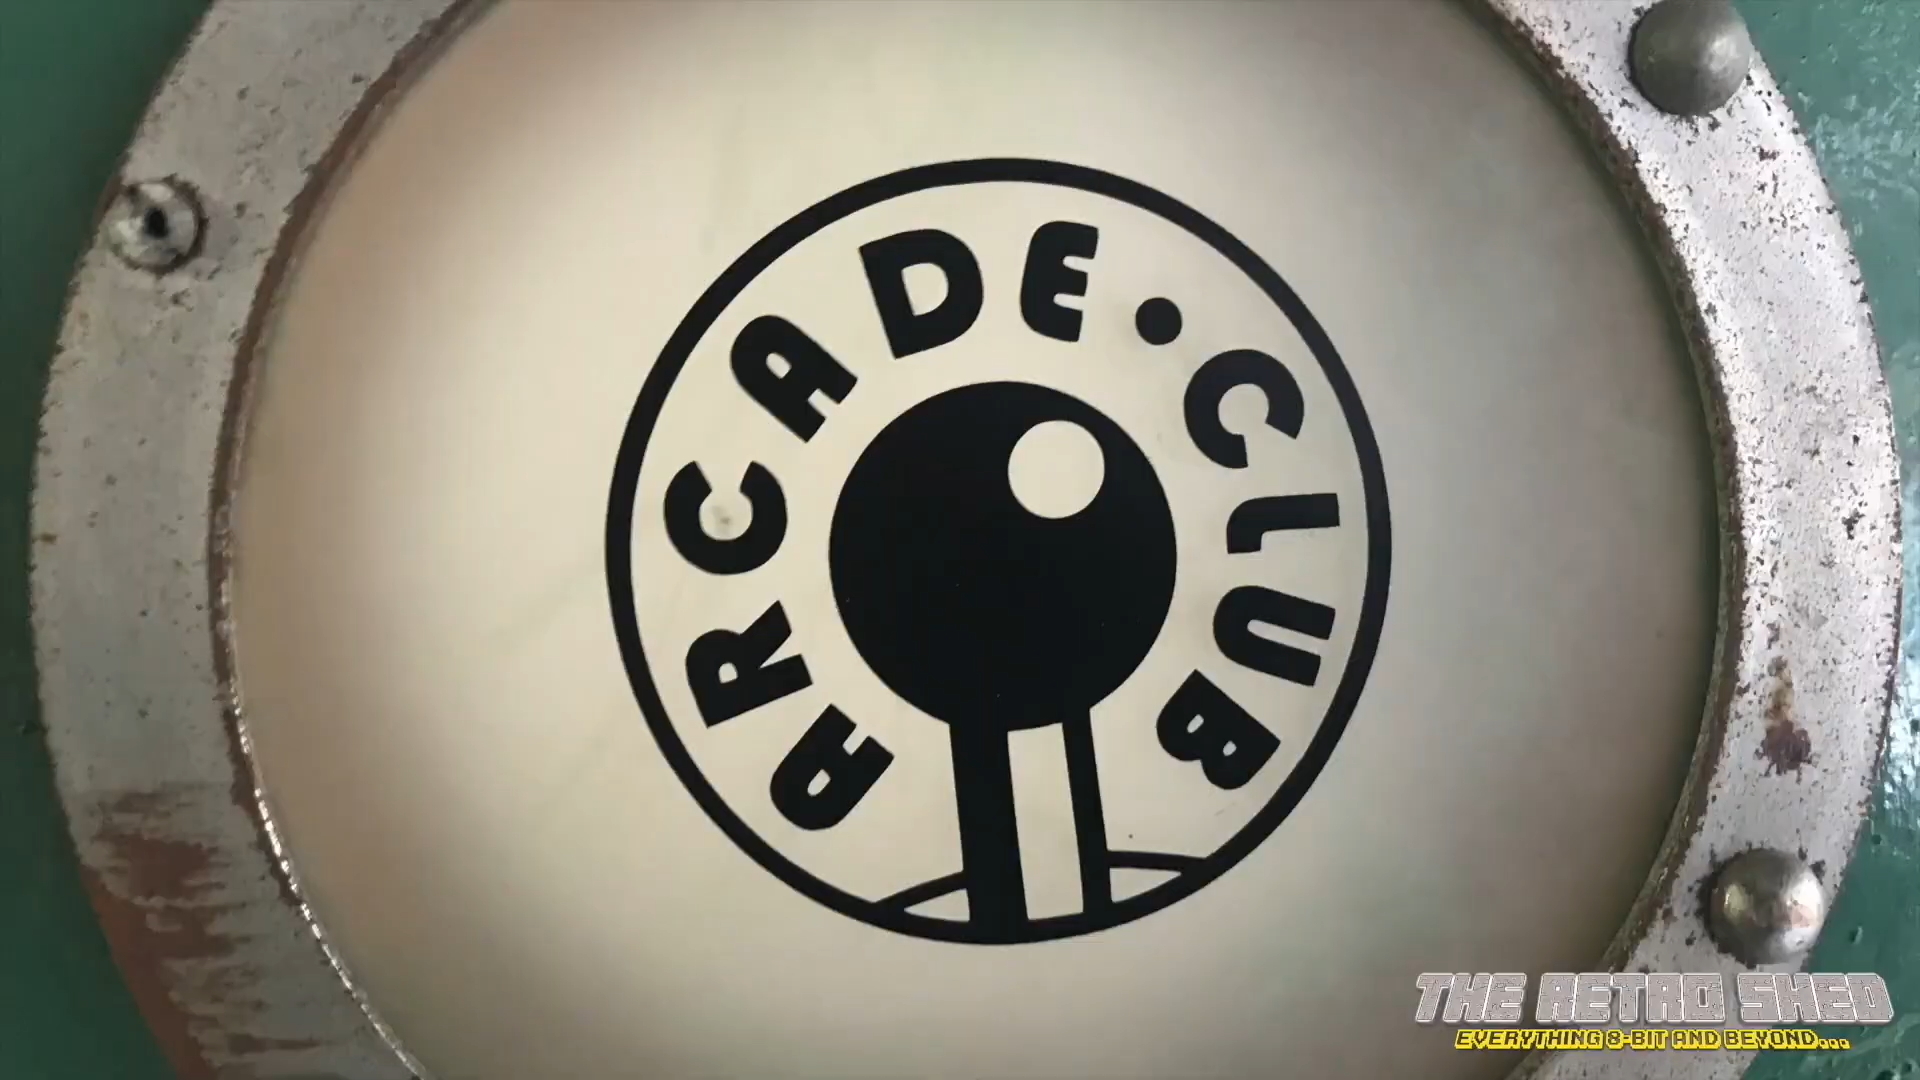 ARCADE•CLUB
THE RETRO SHED
EVERYTHING 8-BIT AND BEYOND...